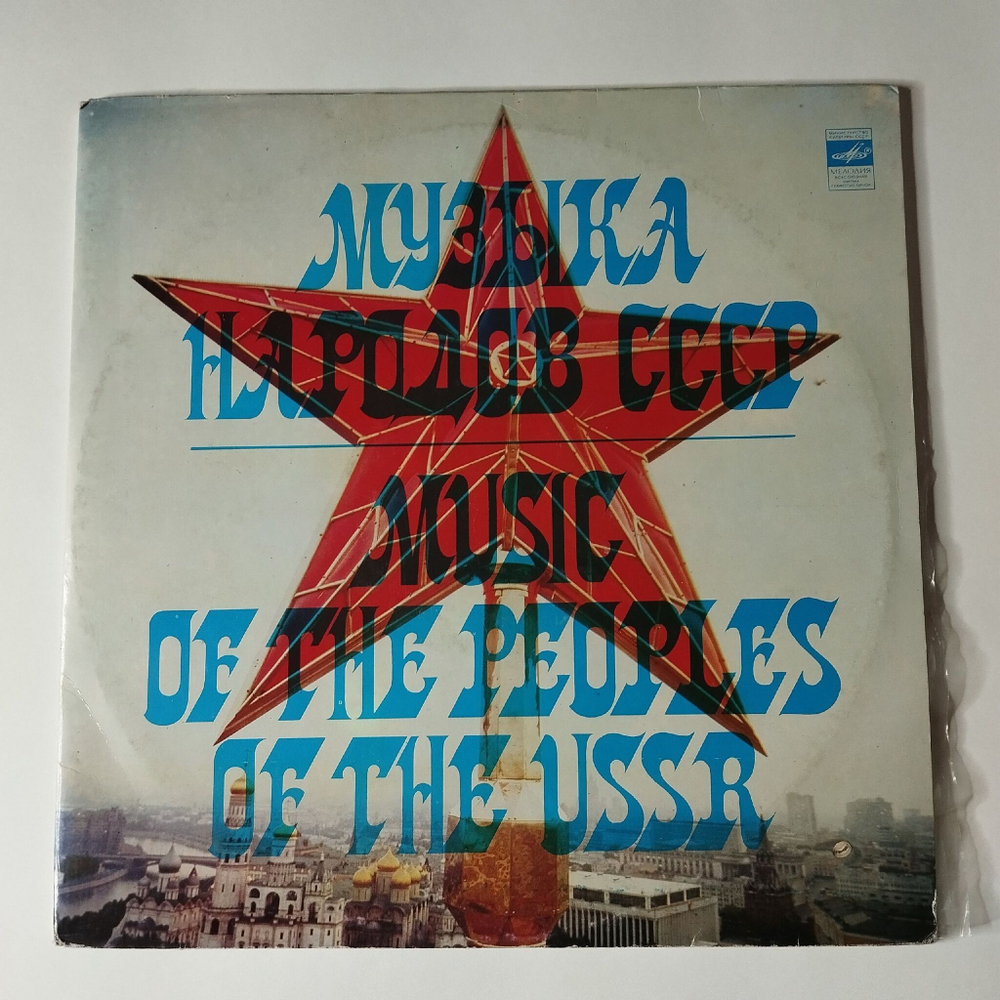 МУЗЫКА
НАРОДОВ СССР
MUSIC
OF THE PEOPLES
OF THE USSR
МЕЛОДИЯ